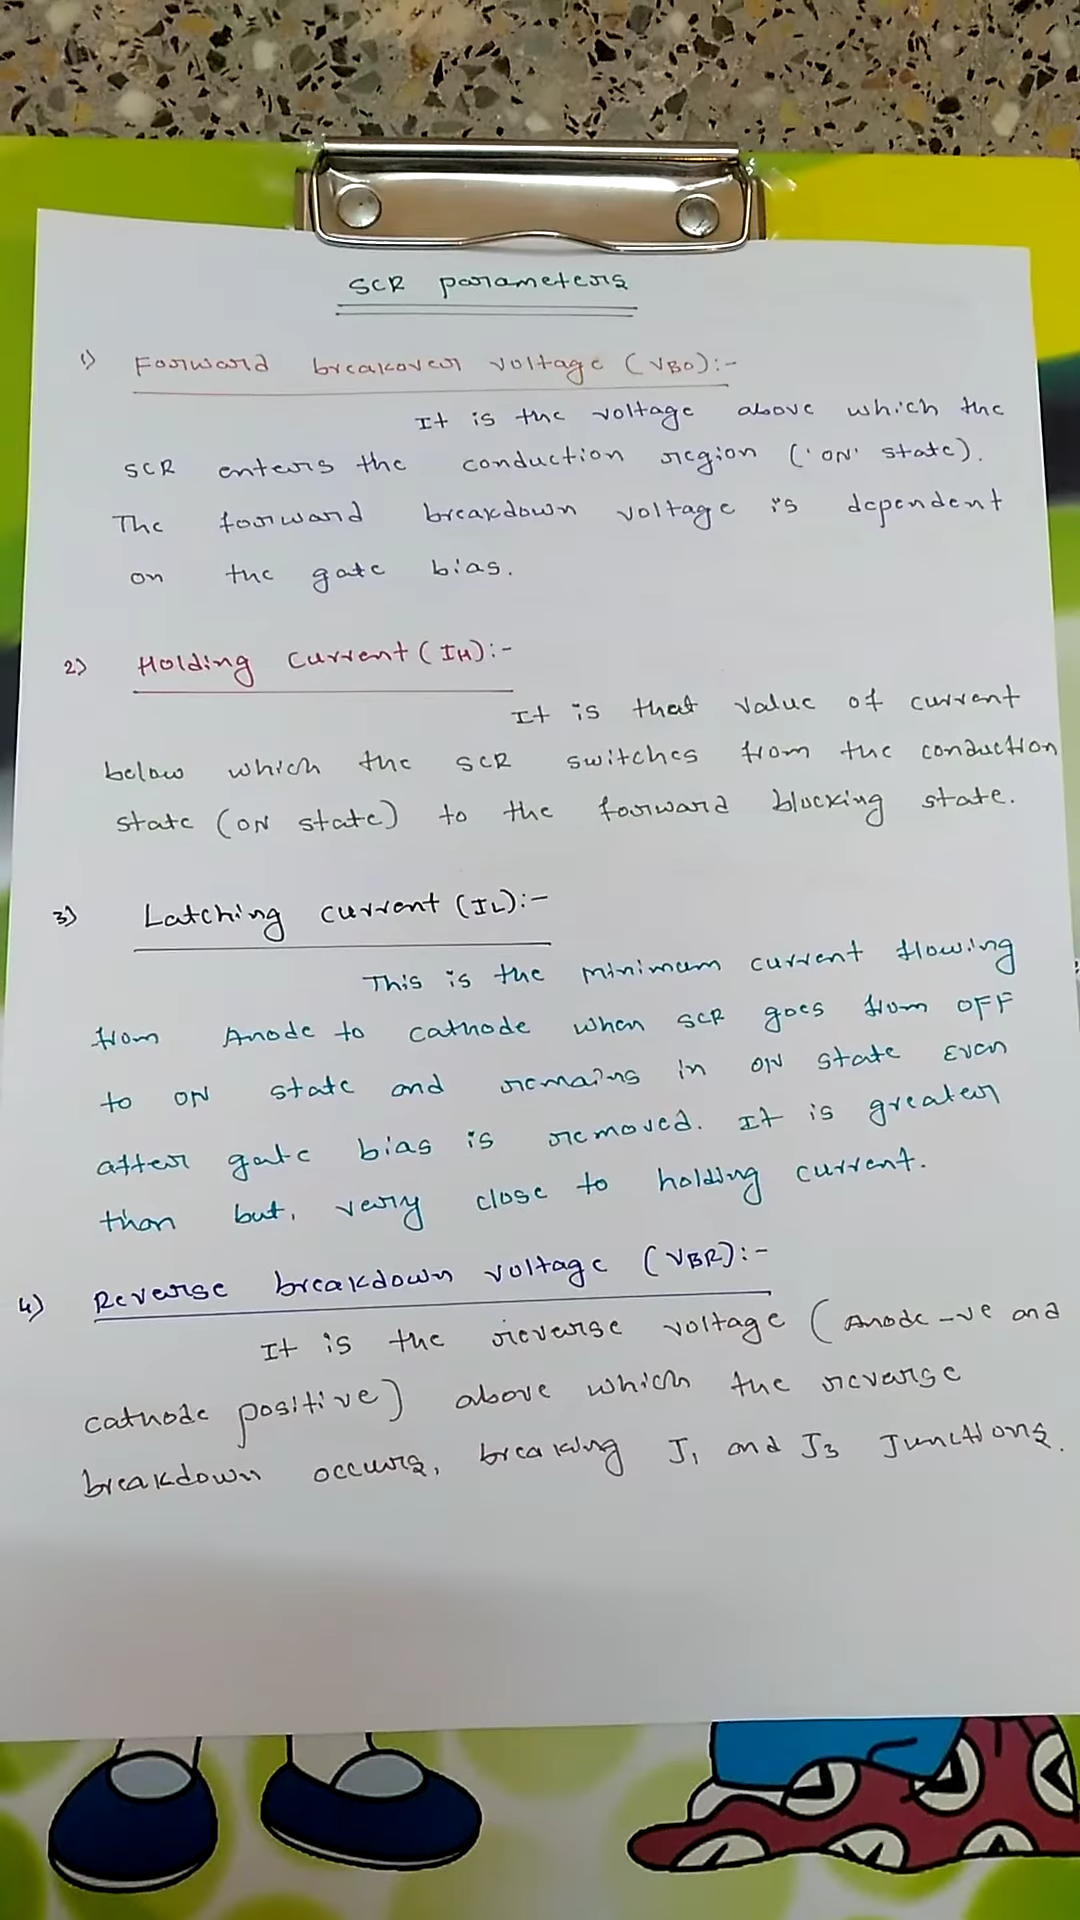 SCR parameters
1) Forward breakover voltage (VBO):-
It is the voltage above which the
SCR enters the conduction region ('ON' state).
The forward breakdown voltage is dependent
on the gate bias.
2) Holding current (IH):-
It is that value of current
below which the SCR switches from the conduction
state (ON state) to the forward blocking state.
3) Latching current (IL):-
This is the minimum current flowing
from Anode to cathode when SCR goes from OFF
to ON state and remains in ON state even
after gate bias is removed. It is greater
than but, very close to holding current.
4) Reverse breakdown voltage (VBR):-
It is the reverse voltage (Anode -ve and
cathode positive) above which the reverse
breakdown occurs, breaking J1 and J3 Junctions.